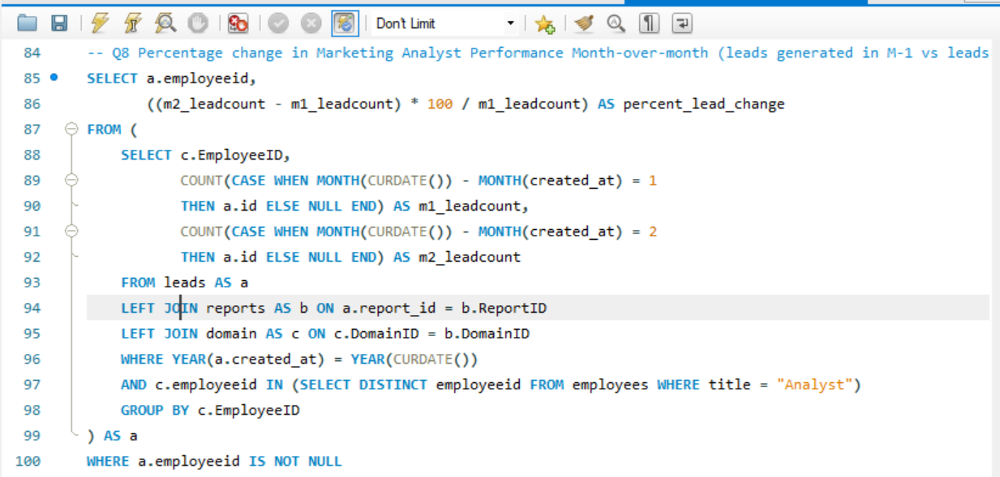 Don't Limit
84 -- Q8 Percentage change in Marketing Analyst Performance Month-over-month (leads generated in M-1 vs leads
85 SELECT a.employeeid,
86 ((m2_leadcount - m1_leadcount) * 100 / m1_leadcount) AS percent_lead_change
87 FROM (
88 SELECT c.EmployeeID,
89 COUNT(CASE WHEN MONTH(CURDATE()) - MONTH(created_at) = 1
90 THEN a.id ELSE NULL END) AS m1_leadcount,
91 COUNT(CASE WHEN MONTH(CURDATE()) - MONTH(created_at) = 2
92 THEN a.id ELSE NULL END) AS m2_leadcount
93 FROM leads AS a
94 LEFT JOIN reports AS b ON a.report_id = b.ReportID
95 LEFT JOIN domain AS c ON c.DomainID = b.DomainID
96 WHERE YEAR(a.created_at) = YEAR(CURDATE())
97 AND c.employeeid IN (SELECT DISTINCT employeeid FROM employees WHERE title = "Analyst")
98 GROUP BY c.EmployeeID
99 ) AS a
100 WHERE a.employeeid IS NOT NULL